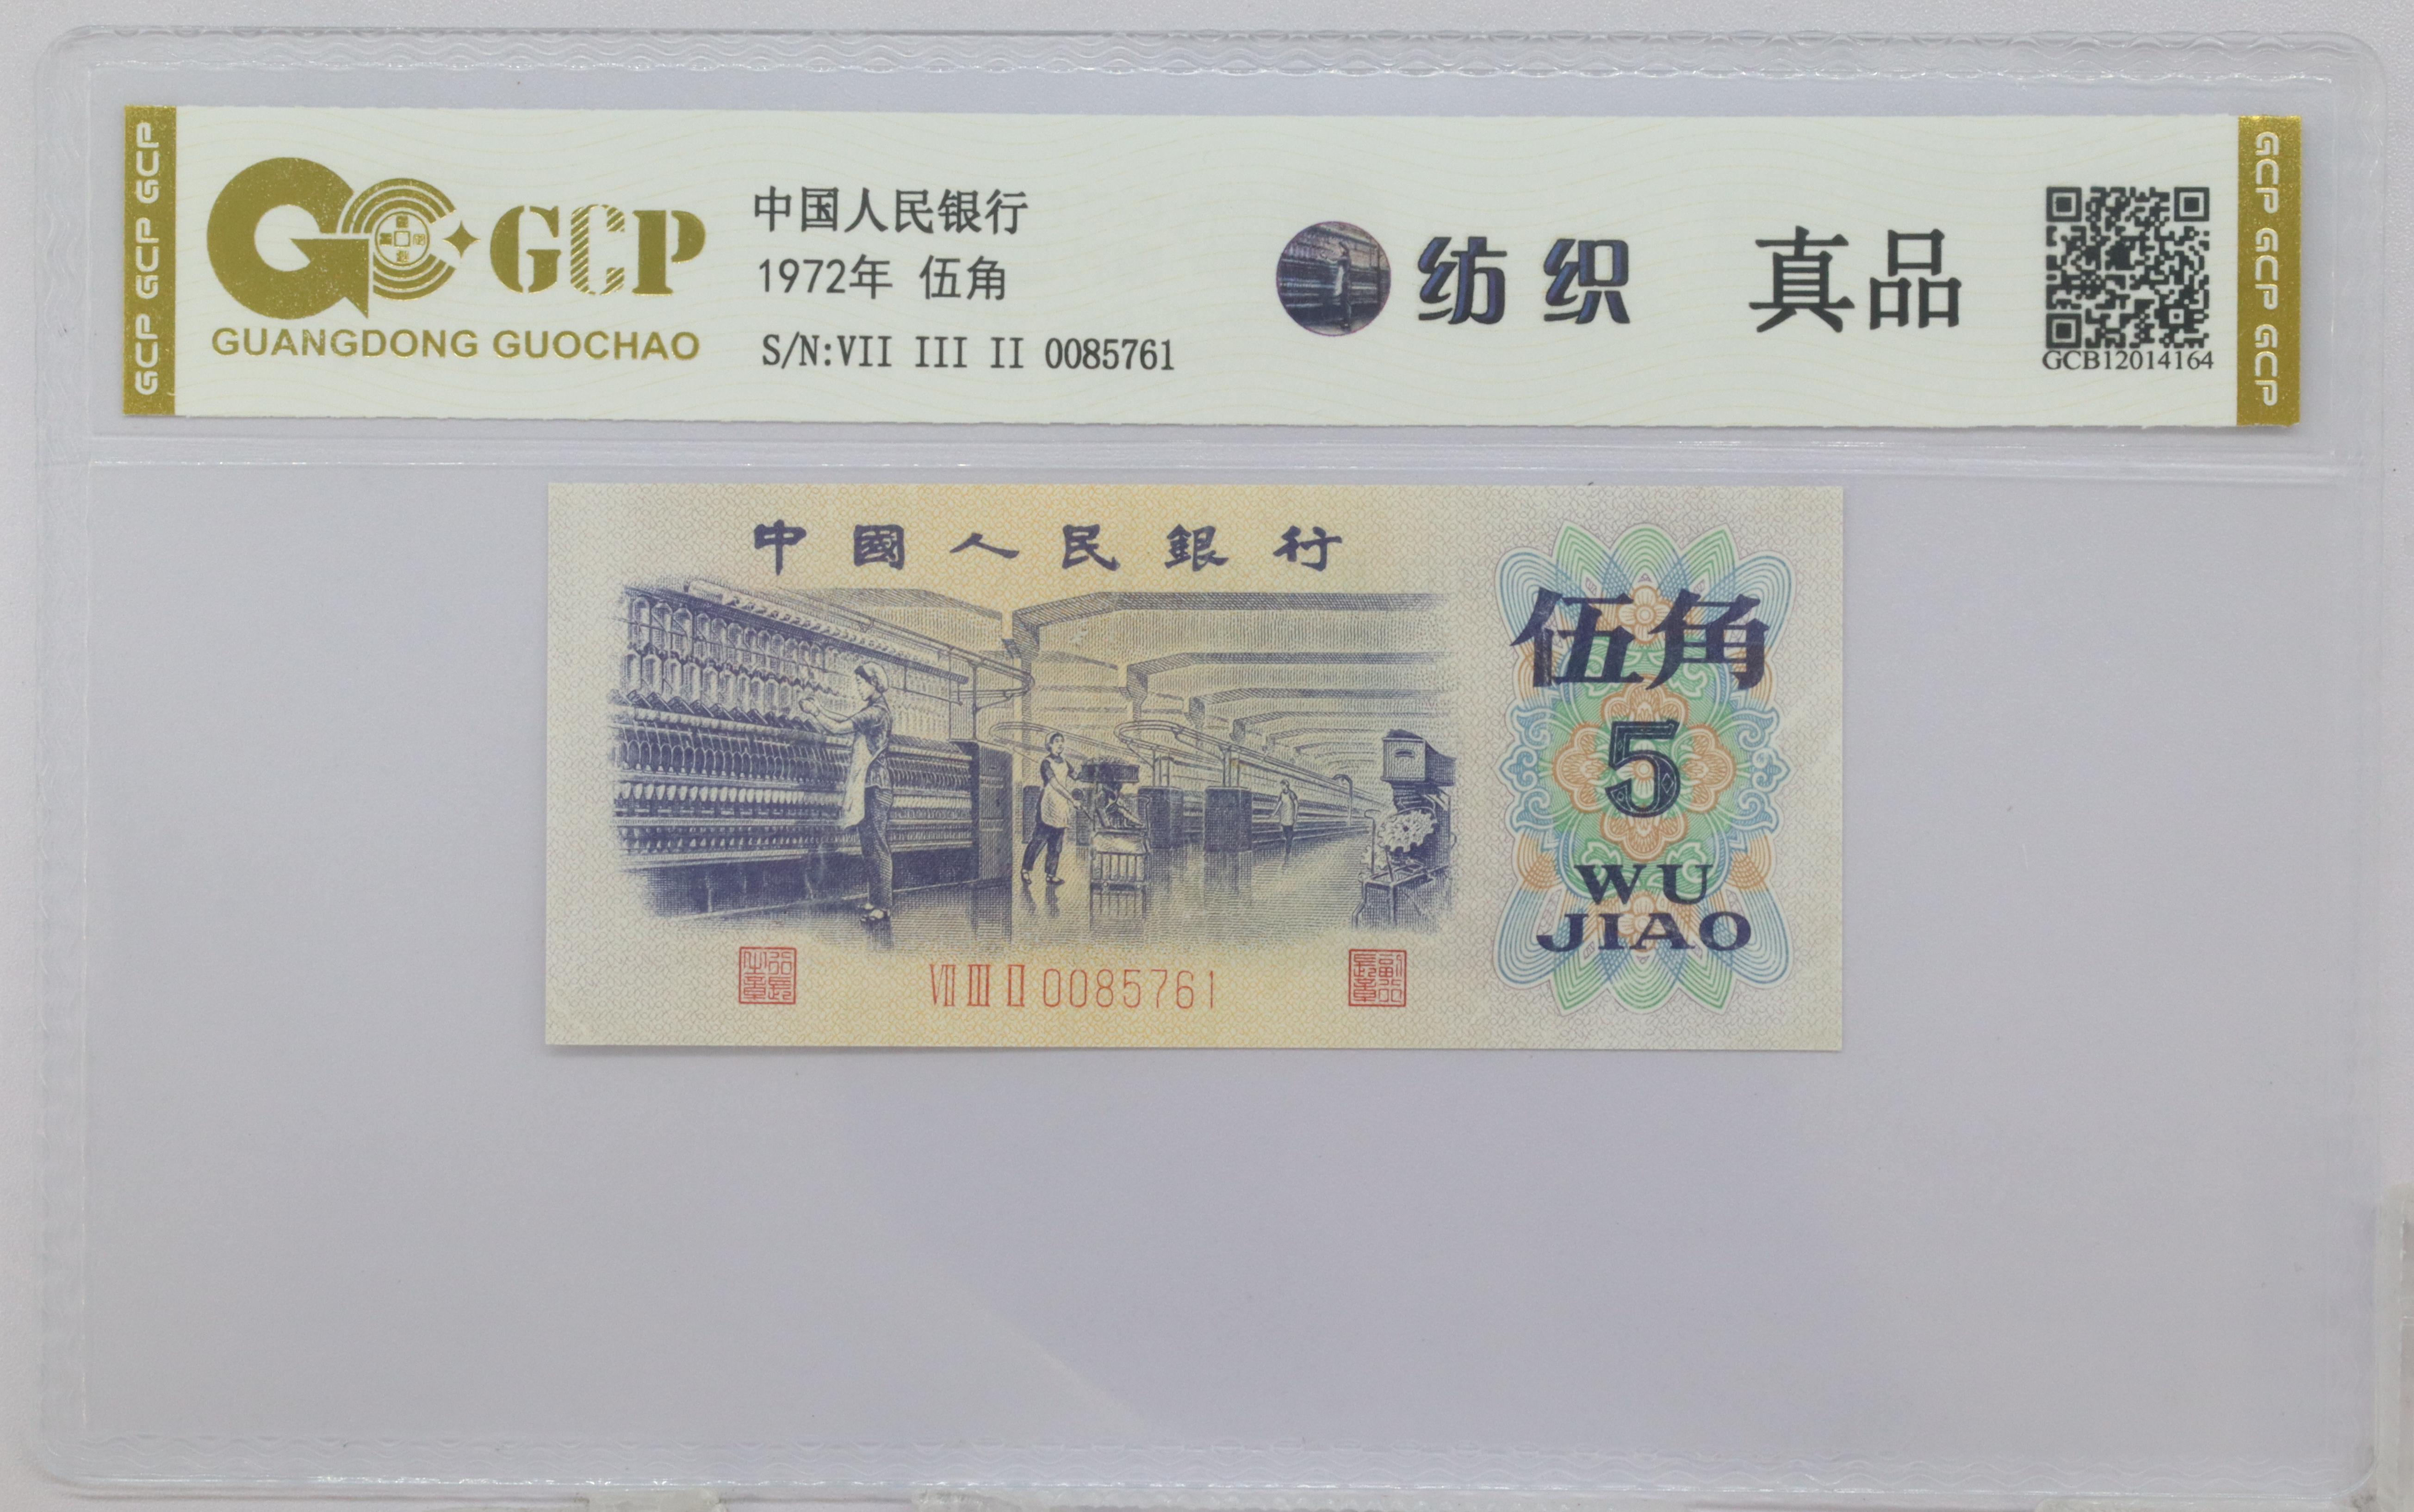 GCP GCP GCP
GCP
GUANGDONG GUOCHAO
中国人民银行
1972年 伍角
S/N:VII III II 0085761
纺织
真品
GCB12014164
GCP GCP GCP
中國人民銀行
伍角
5
WU
JIAO
VII III II 0085761